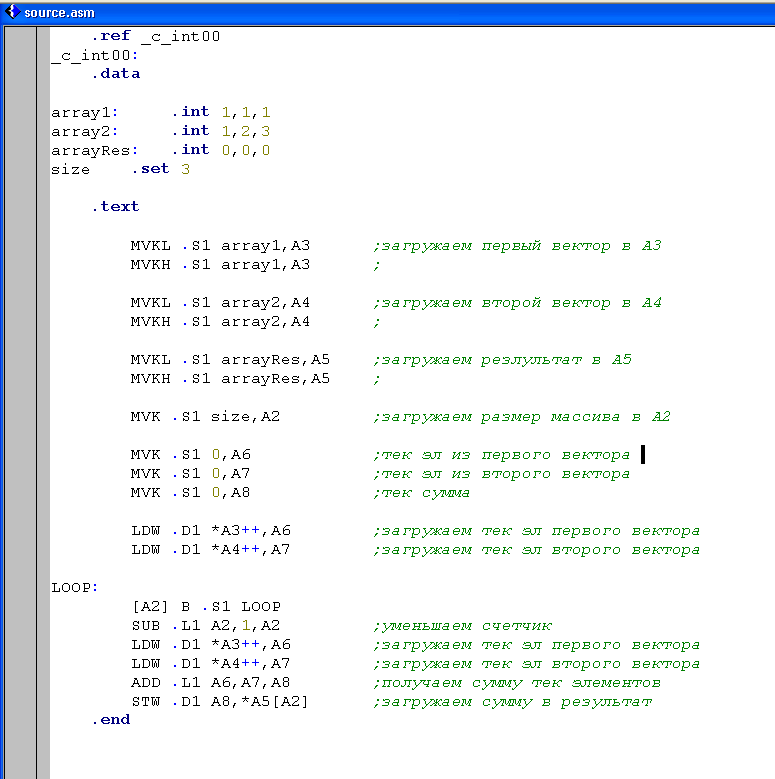 source.asm
.ref _c_int00
_c_int00:
.data
array1: .int 1,1,1
array2: .int 1,2,3
arrayRes: .int 0,0,0
size .set 3
.text
MVKL .S1 array1,A3 ;загружаем первый вектор в А3
MVKH .S1 array1,A3 ;
MVKL .S1 array2,A4 ;загружаем второй вектор в А4
MVKH .S1 array2,A4 ;
MVKL .S1 arrayRes,A5 ;загружаем резлультат в А5
MVKH .S1 arrayRes,A5 ;
MVK .S1 size,A2 ;загружаем размер массива в А2
MVK .S1 0,A6 ;тек эл из первого вектора
MVK .S1 0,A7 ;тек эл из второго вектора
MVK .S1 0,A8 ;тек сумма
LDW .D1 *A3++,A6 ;загружаем тек эл первого вектора
LDW .D1 *A4++,A7 ;загружаем тек эл второго вектора
LOOP:
[A2] B .S1 LOOP
SUB .L1 A2,1,A2 ;уменьшаем счетчик
LDW .D1 *A3++,A6 ;загружаем тек эл первого вектора
LDW .D1 *A4++,A7 ;загружаем тек эл второго вектора
ADD .L1 A6,A7,A8 ;получаем сумму тек элементов
STW .D1 A8,*A5[A2] ;загружаем сумму в результат
.end